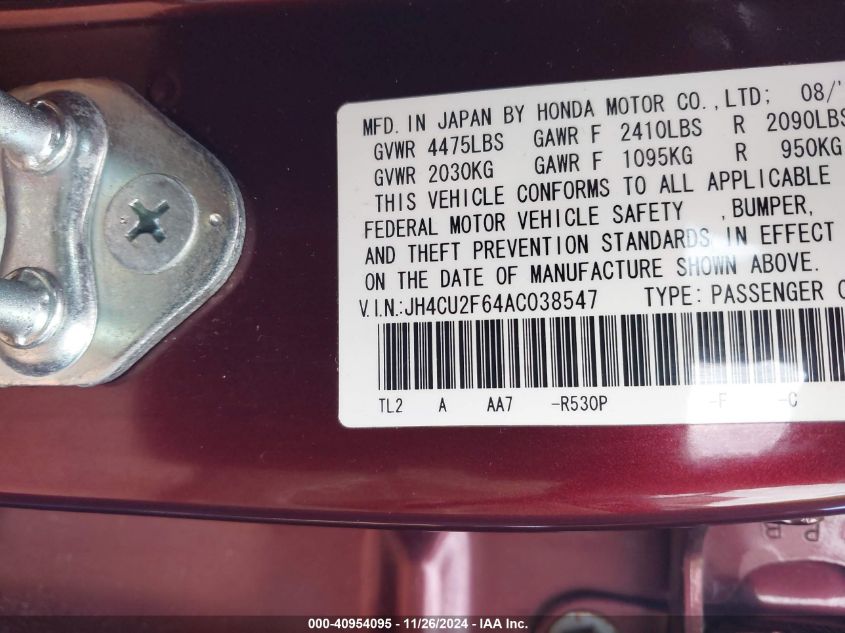 MFD. IN JAPAN BY HONDA MOTOR CO.,LTD; 08/'
GVWR 4475LBS GAWR F 2410LBS R 2090LBS
GVWR 2030KG GAWR F 1095KG R 950KG
THIS VEHICLE CONFORMS TO ALL APPLICABLE
FEDERAL MOTOR VEHICLE SAFETY , BUMPER,
AND THEFT PREVENTION STANDARDS IN EFFECT
ON THE DATE OF MANUFACTURE SHOWN ABOVE.
V.I.N.:JH4CU2F64AC038547 TYPE: PASSENGER
TL2 A AA7 -R530P -F -C
000-40954095 - 11/26/2024 - IAA Inc.